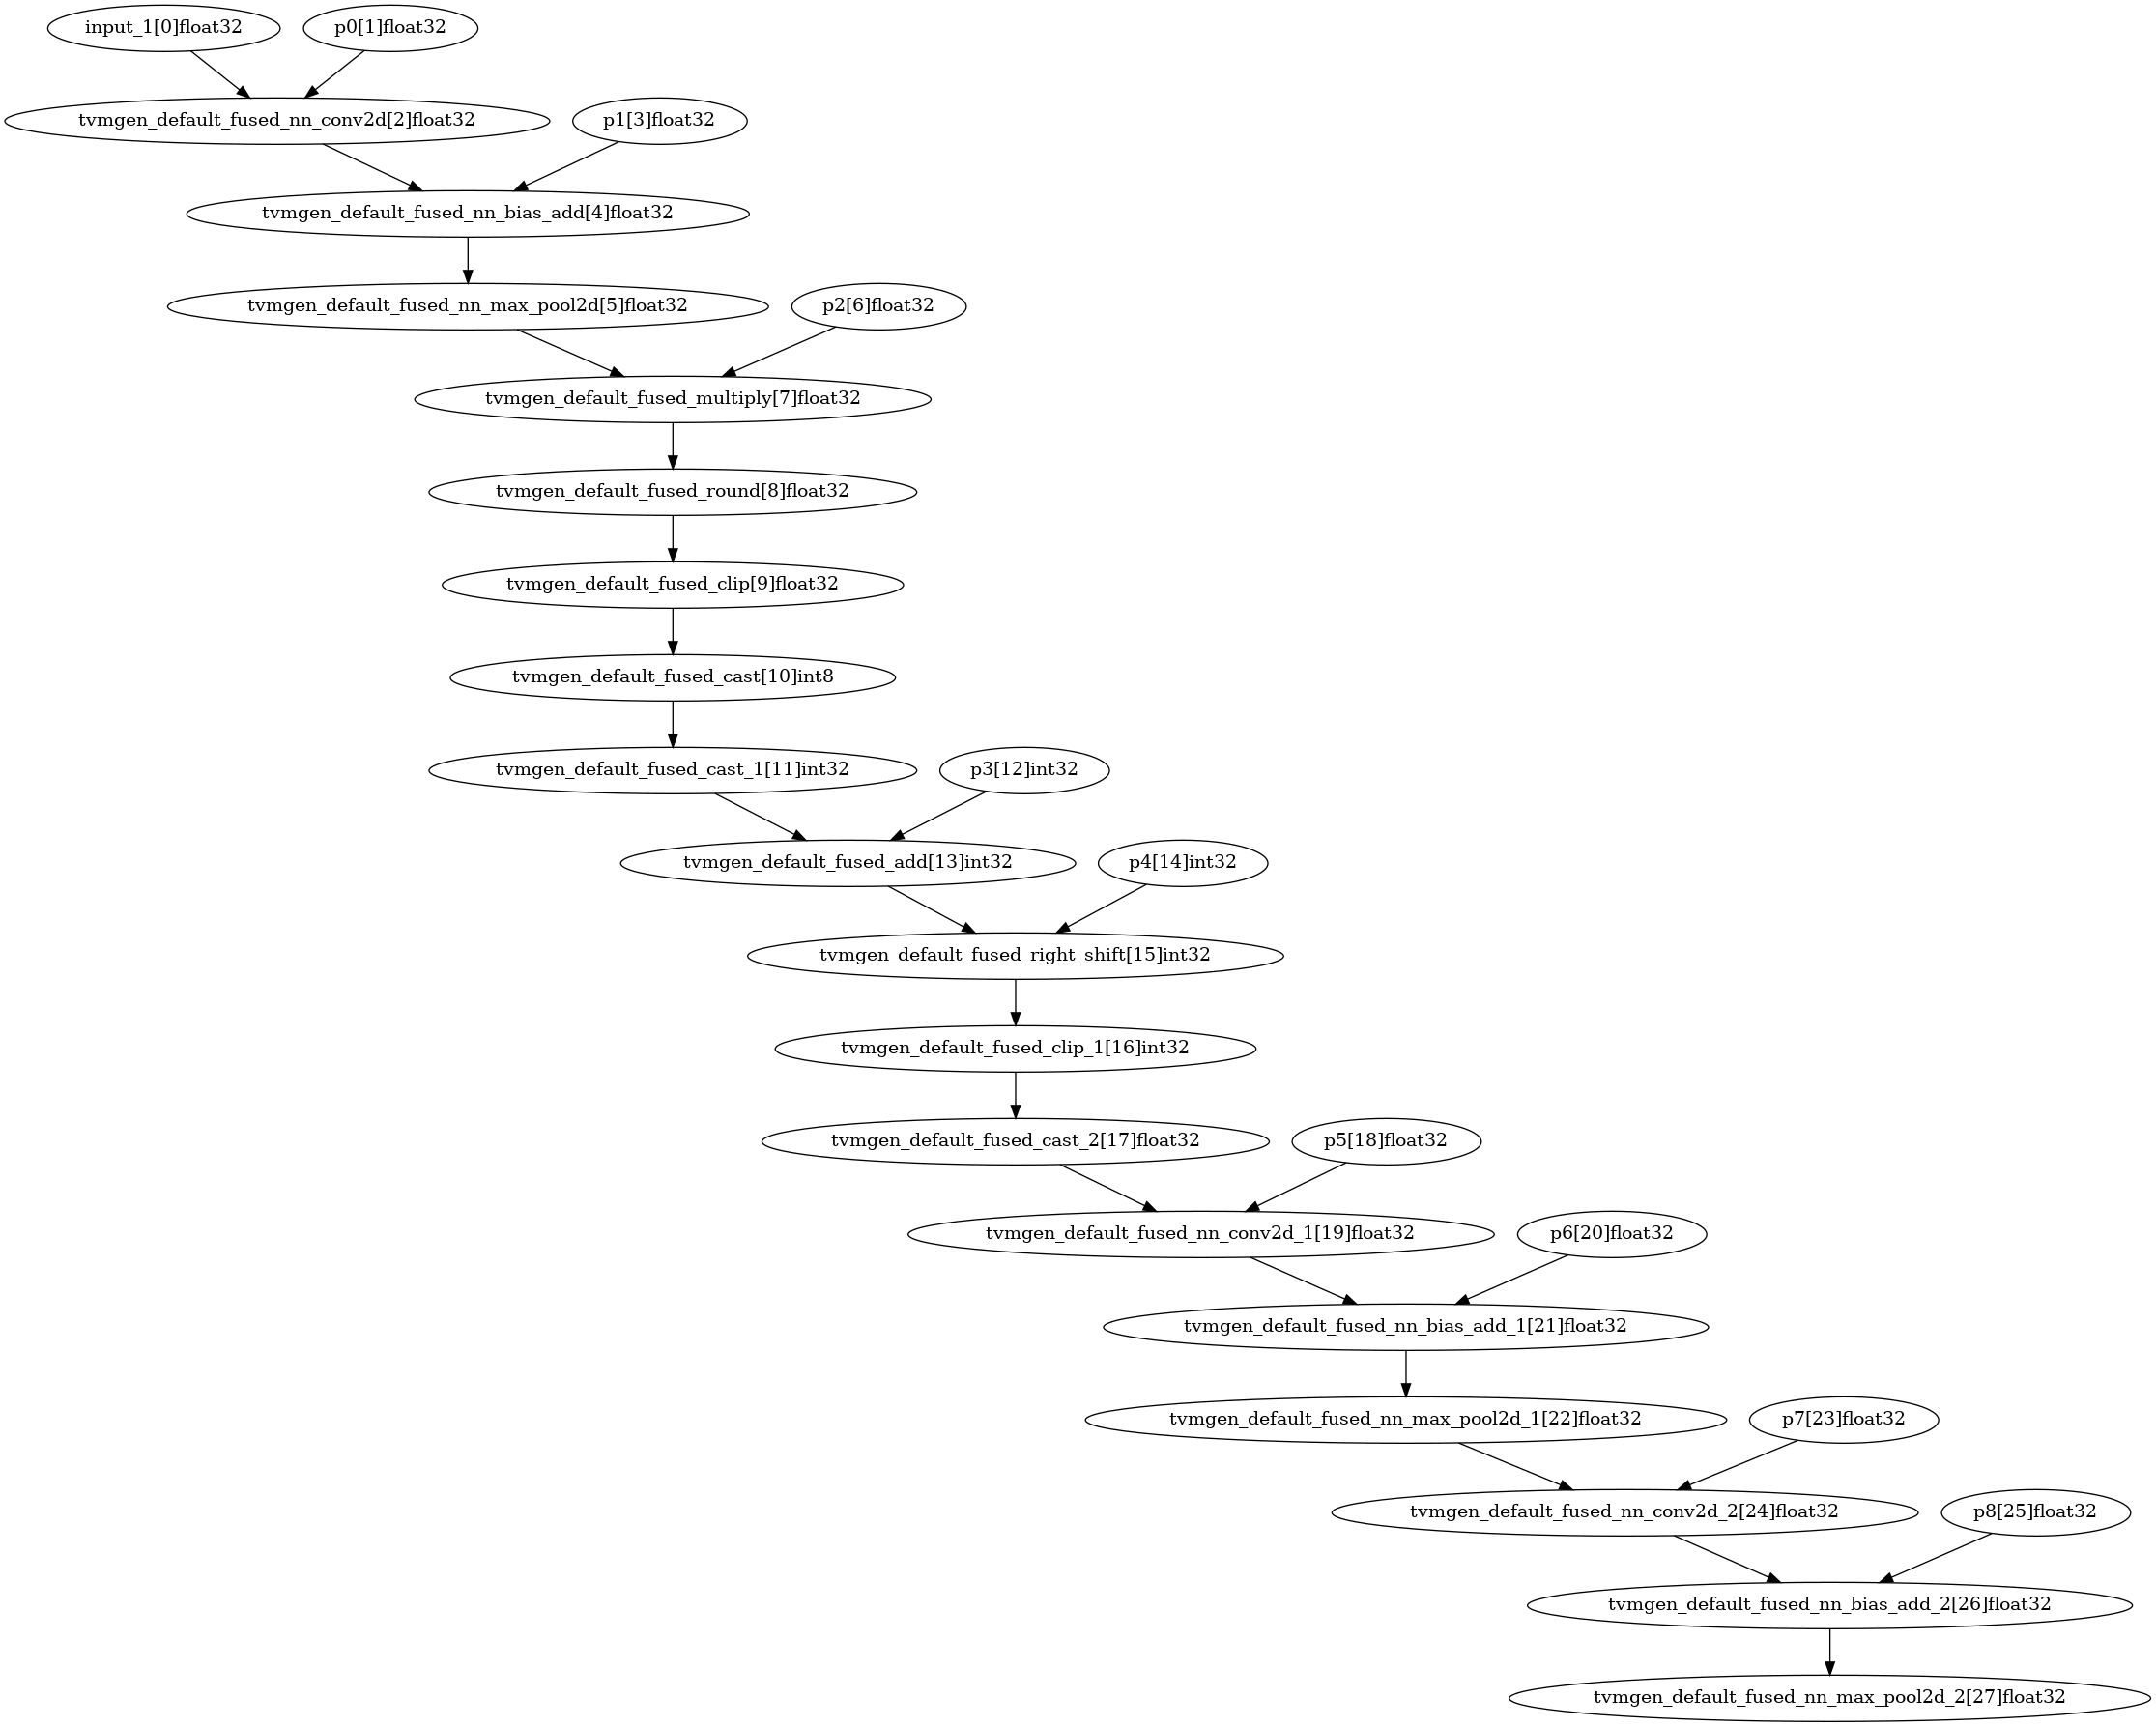 input_1[0]float32
p0[1]float32
tvmgen_default_fused_nn_conv2d[2]float32
p1[3]float32
tvmgen_default_fused_nn_bias_add[4]float32
tvmgen_default_fused_nn_max_pool2d[5]float32
p2[6]float32
tvmgen_default_fused_multiply[7]float32
tvmgen_default_fused_round[8]float32
tvmgen_default_fused_clip[9]float32
tvmgen_default_fused_cast[10]int8
tvmgen_default_fused_cast_1[11]int32
p3[12]int32
tvmgen_default_fused_add[13]int32
p4[14]int32
tvmgen_default_fused_right_shift[15]int32
tvmgen_default_fused_clip_1[16]int32
tvmgen_default_fused_cast_2[17]float32
p5[18]float32
tvmgen_default_fused_nn_conv2d_1[19]float32
p6[20]float32
tvmgen_default_fused_nn_bias_add_1[21]float32
tvmgen_default_fused_nn_max_pool2d_1[22]float32
p7[23]float32
tvmgen_default_fused_nn_conv2d_2[24]float32
p8[25]float32
tvmgen_default_fused_nn_bias_add_2[26]float32
tvmgen_default_fused_nn_max_pool2d_2[27]float32